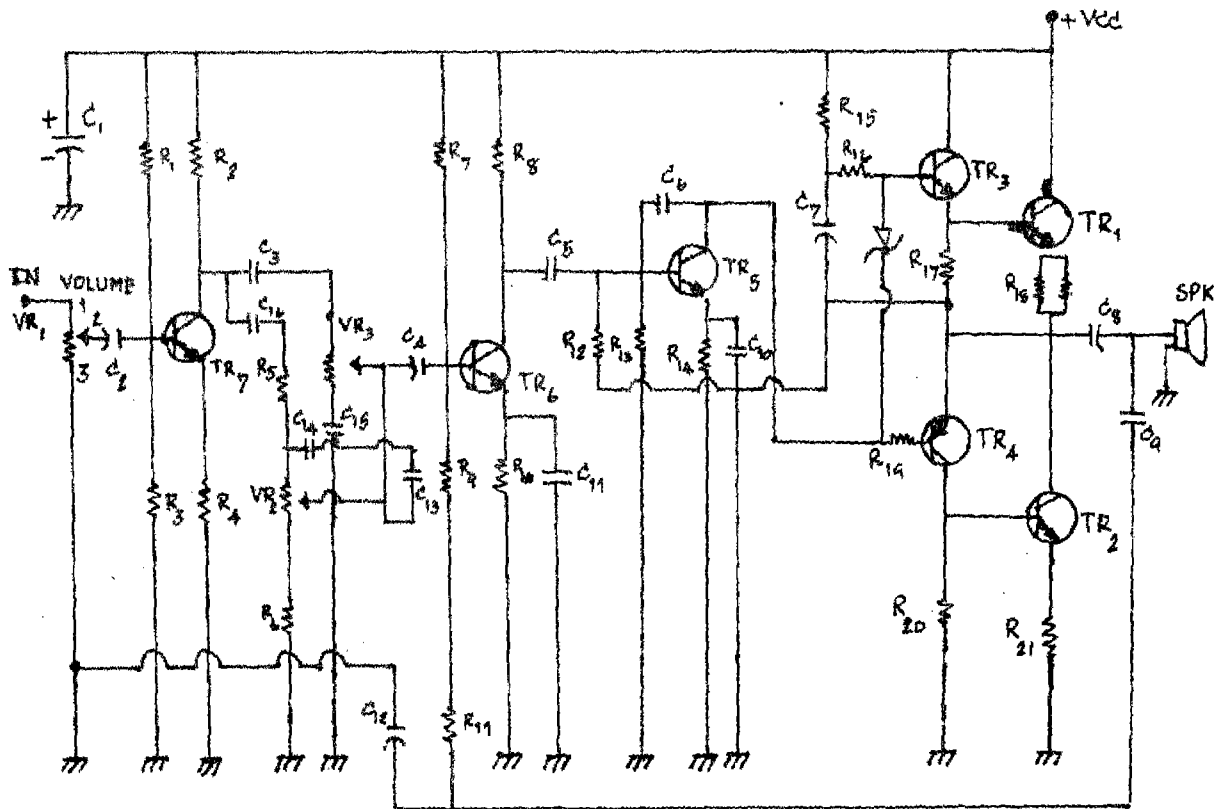 + VCC
+
C1
-
R1
R2
R7
R8
R15
R16
TR3
TR1
C6
C7
C5
TR5
R17
R18
C8
SPK
IN
VOLUME
VR1
1
2
3
C2
C3
C16
TR7
VR3
C4
TR6
R5
R12
R13
R14
C10
C14
C15
C13
C9
R19
TR4
TR2
VR2
R3
R4
R9
R10
C11
R6
R20
R21
C12
R11